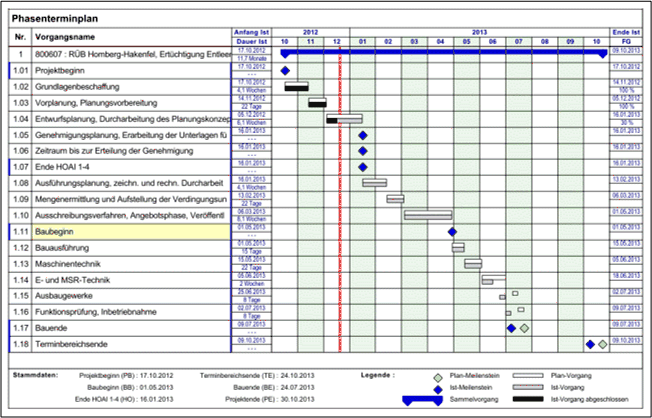 Phasenterminplan
Nr. Vorgangsname Anfang Ist 2012 2013 Ende Ist
Dauer Ist 10 11 12 01 02 03 04 05 06 07 08 09 10 FG
1 800607 : RÜB Homberg-Hakenfel, Ertüchtigung Entleer 17.10.2012 09.10.2013
11,7 Monate
1.01 Projektbeginn 17.10.2012 17.10.2012
- - -
1.02 Grundlagenbeschaffung 17.10.2012 14.11.2012
4,1 Wochen 100 %
1.03 Vorplanung, Planungsvorbereitung 14.11.2012 05.12.2012
22 Tage 100 %
1.04 Entwurfsplanung, Durcharbeitung des Planungskonzep 05.12.2012 16.01.2013
6,1 Wochen 30 %
1.05 Genehmigungsplanung, Erarbeitung der Unterlagen fü 16.01.2013 16.01.2013
- - -
1.06 Zeitraum bis zur Erteilung der Genehmigung 16.01.2013 16.01.2013
- - -
1.07 Ende HOAI 1-4 16.01.2013 16.01.2013
- - -
1.08 Ausführungsplanung, zeichn. und rechn. Durcharbeit 16.01.2013 13.02.2013
4,1 Wochen
1.09 Mengenermittlung und Aufstellung der Verdingungsun 13.02.2013 06.03.2013
22 Tage
1.10 Ausschreibungsverfahren, Angebotsphase, Veröffentl 06.03.2013 01.05.2013
8,1 Wochen
1.11 Baubeginn 01.05.2013 01.05.2013
- - -
1.12 Bauausführung 01.05.2013 15.05.2013
15 Tage
1.13 Maschinentechnik 15.05.2013 05.06.2013
22 Tage
1.14 E- und MSR-Technik 05.06.2013 18.06.2013
2 Wochen
1.15 Ausbaugewerke 25.06.2013 02.07.2013
8 Tage
1.16 Funktionsprüfung, Inbetriebnahme 02.07.2013 09.07.2013
8 Tage
1.17 Bauende 09.07.2013 09.07.2013
- - -
1.18 Terminbereichsende 09.10.2013 09.10.2013
- - -
Stammdaten: Projektbeginn (PB) : 17.10.2012 Terminbereichsende (TE) : 24.10.2013 Legende : Plan-Meilenstein Plan-Vorgang
Baubeginn (BB) : 01.05.2013 Bauende (BE) : 24.07.2013 Ist-Meilenstein Ist-Vorgang
Ende HOAI 1-4 (HO) : 16.01.2013 Projektende (PE) : 30.10.2013 Sammelvorgang Ist-Vorgang abgeschlossen